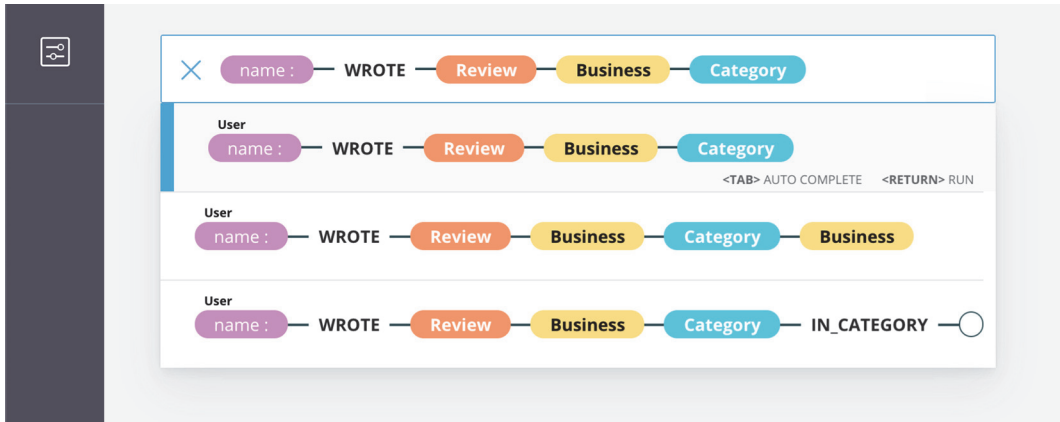 name : WROTE Review Business Category
User
name : WROTE Review Business Category
<TAB> AUTO COMPLETE <RETURN> RUN
User
name : WROTE Review Business Category Business
User
name : WROTE Review Business Category IN_CATEGORY